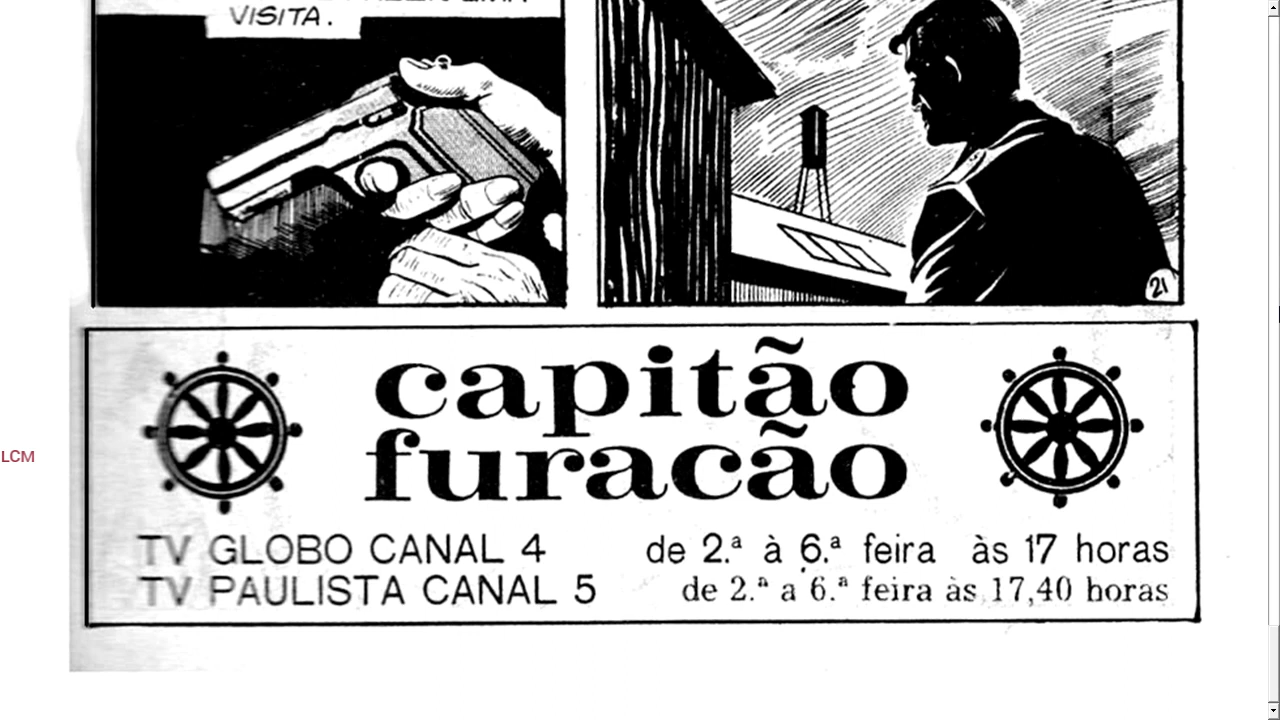 VISITA.
21
capitão
furacão
LCM
TV GLOBO CANAL 4 de 2.ª à 6.ª feira às 17 horas
TV PAULISTA CANAL 5 de 2.ª a 6.ª feira às 17,40 horas